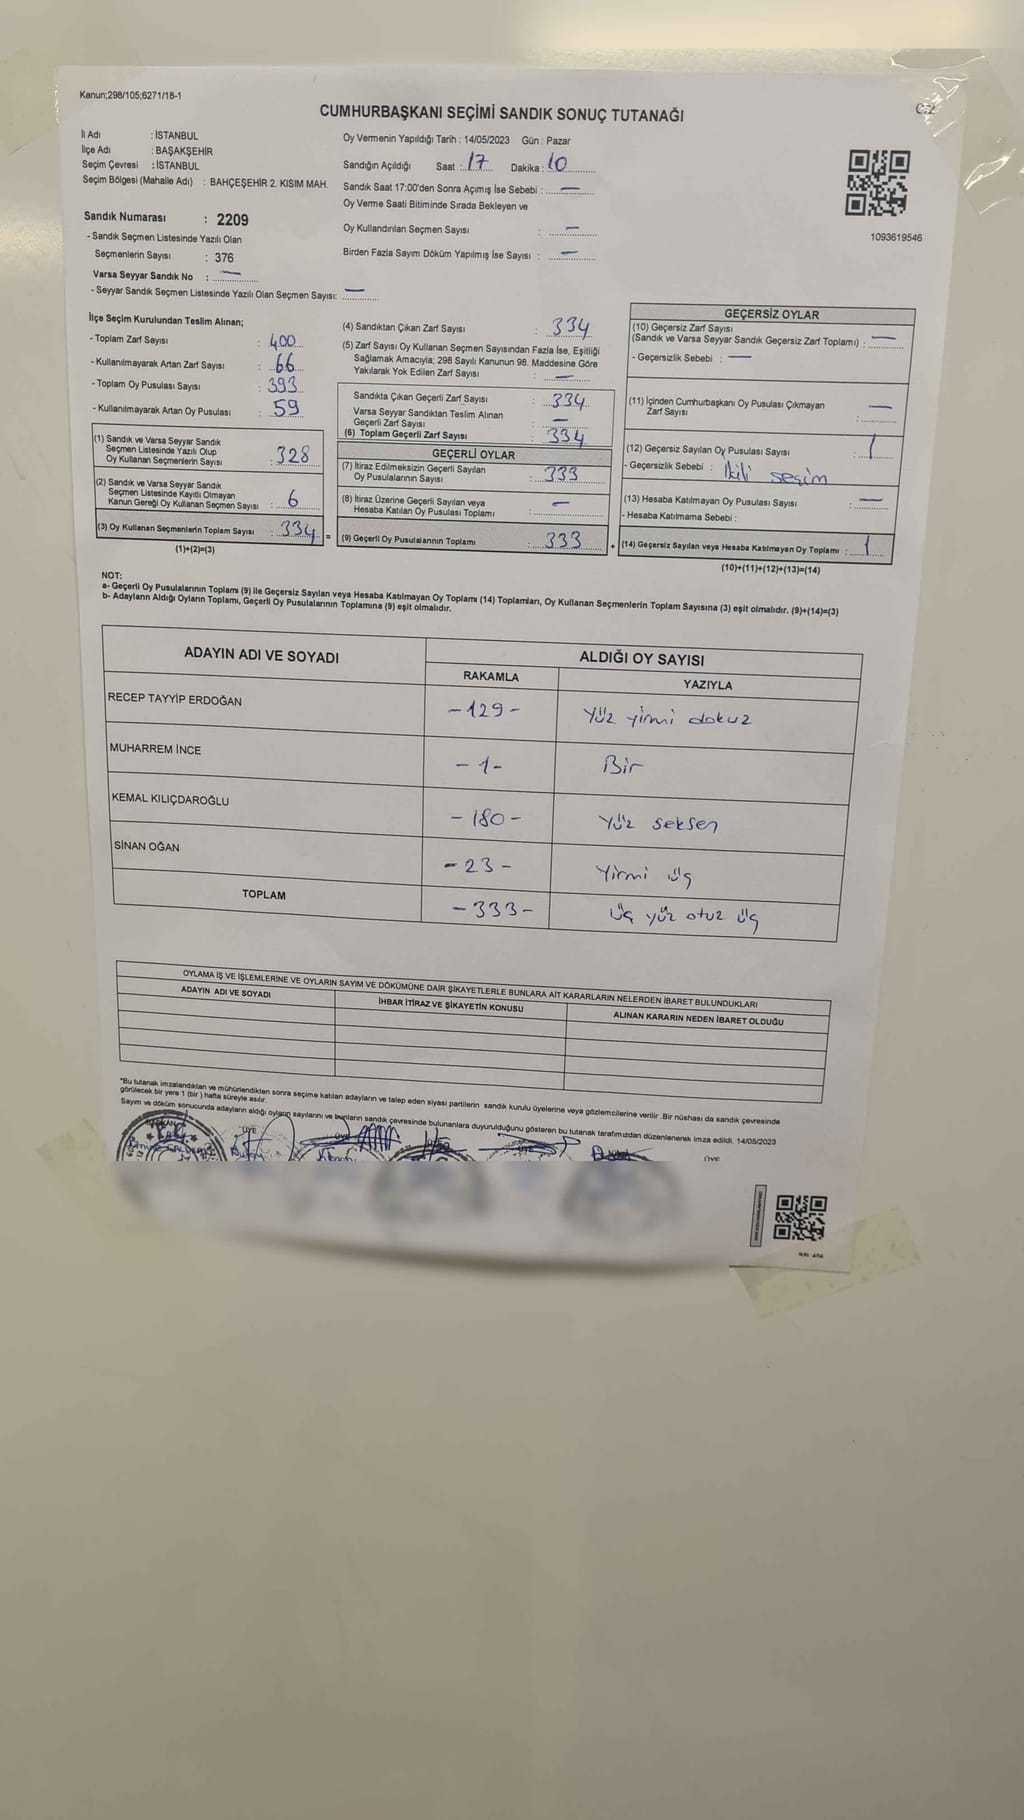 Kanun;298/105;6271/18-1
CUMHURBAŞKANI SEÇİMİ SANDIK SONUÇ TUTANAĞI
C:2
İl Adı : İSTANBUL
İlçe Adı : BAŞAKŞEHİR
Seçim Çevresi : İSTANBUL
Seçim Bölgesi (Mahalle Adı) : BAHÇEŞEHİR 2. KISIM MAH.
Oy Vermenin Yapıldığı Tarih : 14/05/2023 Gün : Pazar
Sandığın Açıldığı Saat : 17 Dakika : 10
Sandık Saat 17:00'den Sonra Açımış İse Sebebi : —
Oy Verme Saati Bitiminde Sırada Bekleyen ve
Oy Kullandırılan Seçmen Sayısı : —
Birden Fazla Sayım Döküm Yapılmış İse Sayısı : —
1093619546
Sandık Numarası : 2209
- Sandık Seçmen Listesinde Yazılı Olan
Seçmenlerin Sayısı : 376
Varsa Seyyar Sandık No : —
- Seyyar Sandık Seçmen Listesinde Yazılı Olan Seçmen Sayısı: —
İlçe Seçim Kurulundan Teslim Alınan;
- Toplam Zarf Sayısı : 400
- Kullanılmayarak Artan Zarf Sayısı : 66
- Toplam Oy Pusulası Sayısı : 393
- Kullanılmayarak Artan Oy Pusulası : 59
(1) Sandık ve Varsa Seyyar Sandık
Seçmen Listesinde Yazılı Olup
Oy Kullanan Seçmenlerin Sayısı : 328
(2) Sandık ve Varsa Seyyar Sandık
Seçmen Listesinde Kayıtlı Olmayan
Kanun Gereği Oy Kullanan Seçmen Sayısı : 6
(3) Oy Kullanan Seçmenlerin Toplam Sayısı : 334
(1)+(2)=(3)
=
(4) Sandıktan Çıkan Zarf Sayısı : 334
(5) Zarf Sayısı Oy Kullanan Seçmen Sayısından Fazla İse, Eşitliği
Sağlamak Amacıyla; 298 Sayılı Kanunun 98. Maddesine Göre
Yakılarak Yok Edilen Zarf Sayısı : —
Sandıkta Çıkan Geçerli Zarf Sayısı : 334
Varsa Seyyar Sandıktan Teslim Alınan
Geçerli Zarf Sayısı : —
(6) Toplam Geçerli Zarf Sayısı : 334
GEÇERLİ OYLAR
(7) İtiraz Edilmeksizin Geçerli Sayılan
Oy Pusulalarının Sayısı : 333
(8) İtiraz Üzerine Geçerli Sayılan veya
Hesaba Katılan Oy Pusulası Toplamı : —
(9) Geçerli Oy Pusulalarının Toplamı : 333
+
GEÇERSİZ OYLAR
(10) Geçersiz Zarf Sayısı
(Sandık ve Varsa Seyyar Sandık Geçersiz Zarf Toplamı) : —
- Geçersizlik Sebebi : —
(11) İçinden Cumhurbaşkanı Oy Pusulası Çıkmayan
Zarf Sayısı : —
(12) Geçersiz Sayılan Oy Pusulası Sayısı : 1
- Geçersizlik Sebebi : İkili seçim
(13) Hesaba Katılmayan Oy Pusulası Sayısı : —
- Hesaba Katılmama Sebebi :
(14) Geçersiz Sayılan veya Hesaba Katılmayan Oy Toplamı : 1
(10)+(11)+(12)+(13)=(14)
NOT:
a- Geçerli Oy Pusulalarının Toplamı (9) ile Geçersiz Sayılan veya Hesaba Katılmayan Oy Toplamı (14) Toplamları, Oy Kullanan Seçmenlerin Toplam Sayısına (3) eşit olmalıdır. (9)+(14)=(3)
b- Adayların Aldığı Oyların Toplamı, Geçerli Oy Pusulalarının Toplamına (9) eşit olmalıdır.
ADAYIN ADI VE SOYADI
ALDIĞI OY SAYISI
RAKAMLA YAZIYLA
RECEP TAYYİP ERDOĞAN -129- Yüz yirmi dokuz
MUHARREM İNCE -1- Bir
KEMAL KILIÇDAROĞLU -180- Yüz seksen
SİNAN OĞAN -23- Yirmi üç
TOPLAM -333- Üç yüz otuz üç
OYLAMA İŞ VE İŞLEMLERİNE VE OYLARIN SAYIM VE DÖKÜMÜNE DAİR ŞİKAYETLERLE BUNLARA AİT KARARLARIN NELERDEN İBARET BULUNDUKLARI
ADAYIN ADI VE SOYADI İHBAR İTİRAZ VE ŞİKAYETİN KONUSU ALINAN KARARIN NEDEN İBARET OLDUĞU
"Bu tutanak imzalandıktan ve mühürlendikten sonra seçime katılan adayların ve talep eden siyasi partilerin sandık kurulu üyelerine veya gözlemcilerine verilir .Bir nüshası da sandık çevresinde
görülecek bir yere 1 (bir ) hafta süreyle asılır.
Sayım ve döküm sonucunda adayların aldığı oyların sayılarını ve bunların sandık çevresinde bulunanlara duyurulduğunu gösteren bu tutanak tarafımızdan düzenlenerek imza edildi. 14/05/2023
ÜYE ÜYE ÜYE ÜYE ÜYE